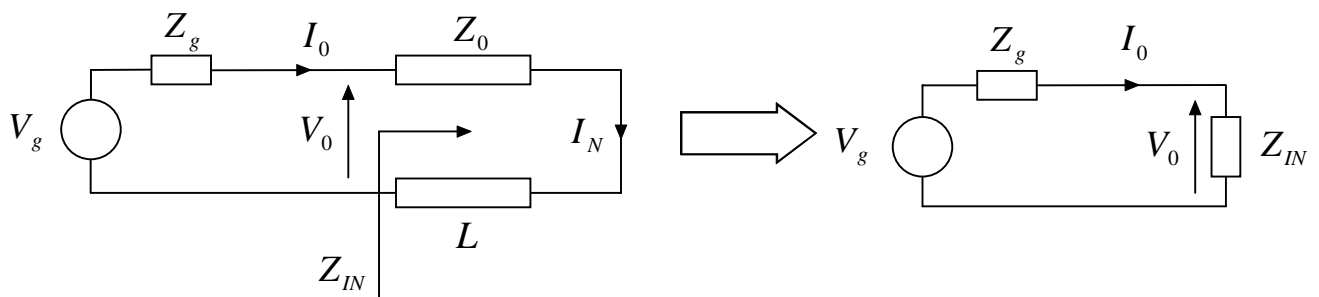 Z_g I_0 Z_0
V_g V_0 I_N
L
Z_IN
Z_g I_0
V_g V_0 Z_IN